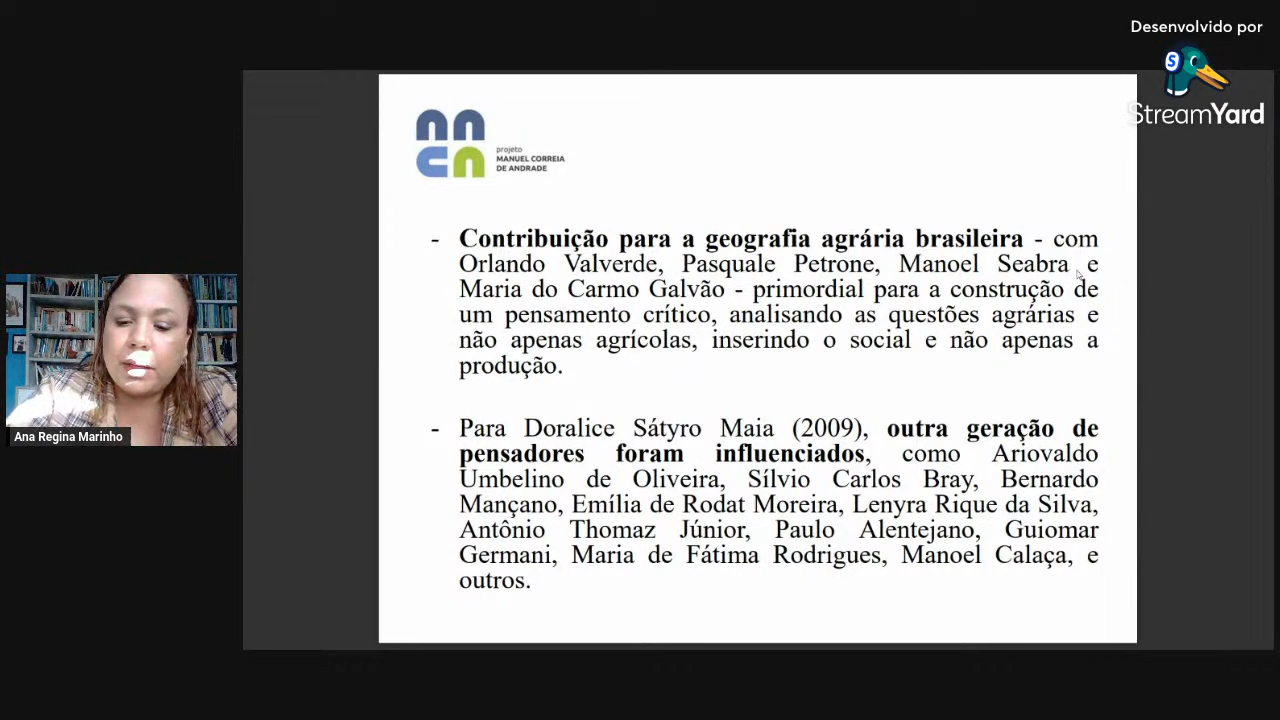 Desenvolvido por
StreamYard
projeto
MANUEL CORREIA
DE ANDRADE
- Contribuição para a geografia agrária brasileira - com
Orlando Valverde, Pasquale Petrone, Manoel Seabra e
Maria do Carmo Galvão - primordial para a construção de
um pensamento crítico, analisando as questões agrárias e
não apenas agrícolas, inserindo o social e não apenas a
produção.
- Para Doralice Sátyro Maia (2009), outra geração de
pensadores foram influenciados, como Ariovaldo
Umbelino de Oliveira, Sílvio Carlos Bray, Bernardo
Mançano, Emília de Rodat Moreira, Lenyra Rique da Silva,
Antônio Thomaz Júnior, Paulo Alentejano, Guiomar
Germani, Maria de Fátima Rodrigues, Manoel Calaça, e
outros.
Ana Regina Marinho